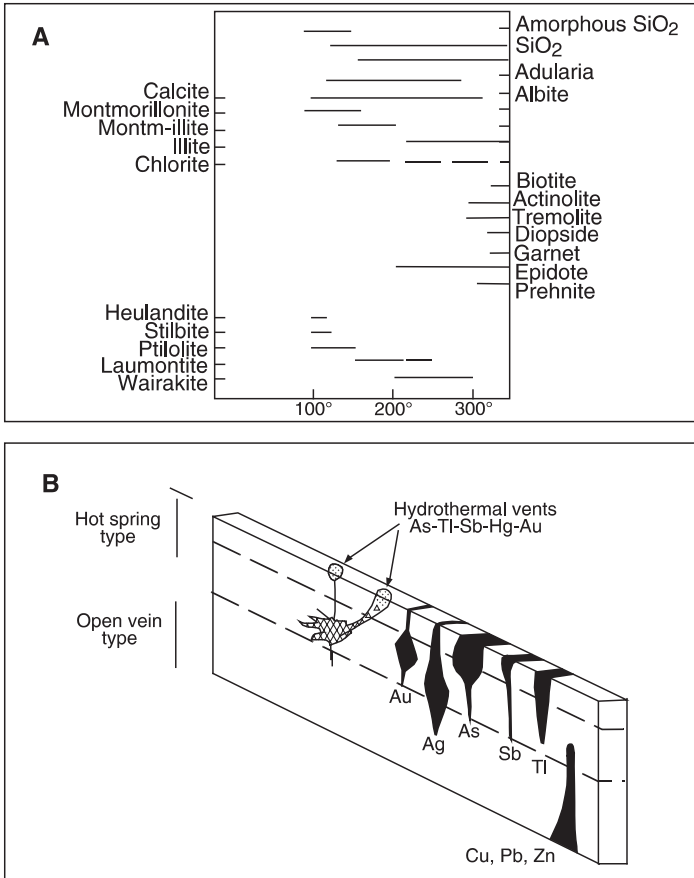 A
Amorphous SiO₂
SiO₂
Adularia
Calcite
Albite
Montmorillonite
Montm-illite
Illite
Chlorite
Biotite
Actinolite
Tremolite
Diopside
Garnet
Epidote
Prehnite
Heulandite
Stilbite
Ptilolite
Laumontite
Wairakite
100° 200° 300°
B
Hot spring
type
Hydrothermal vents
As-Tl-Sb-Hg-Au
Open vein
type
Au
Ag
As
Sb
Tl
Cu, Pb, Zn